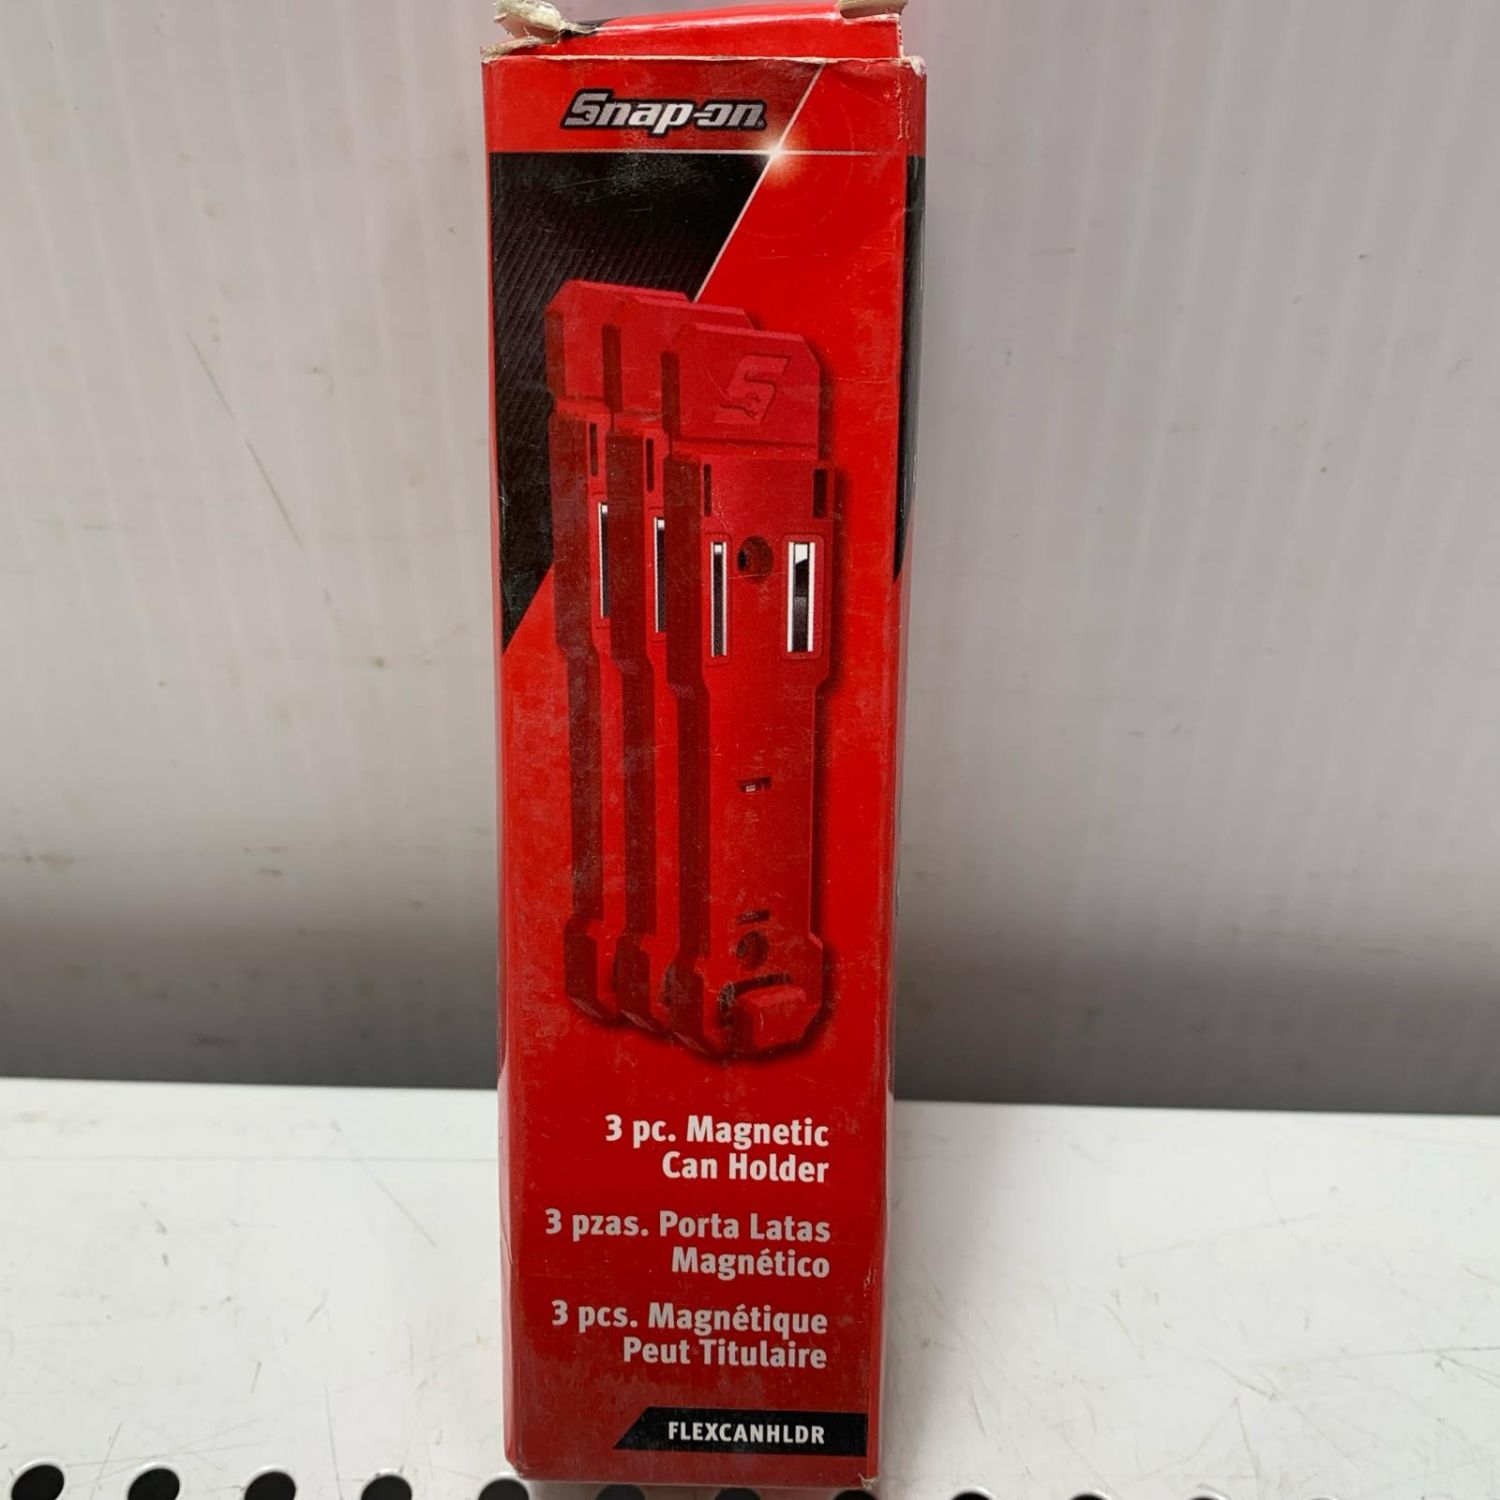 Snap-on
S
3 pc. Magnetic
Can Holder
3 pzas. Porta Latas
Magnético
3 pcs. Magnétique
Peut Titulaire
FLEXCANHLDR